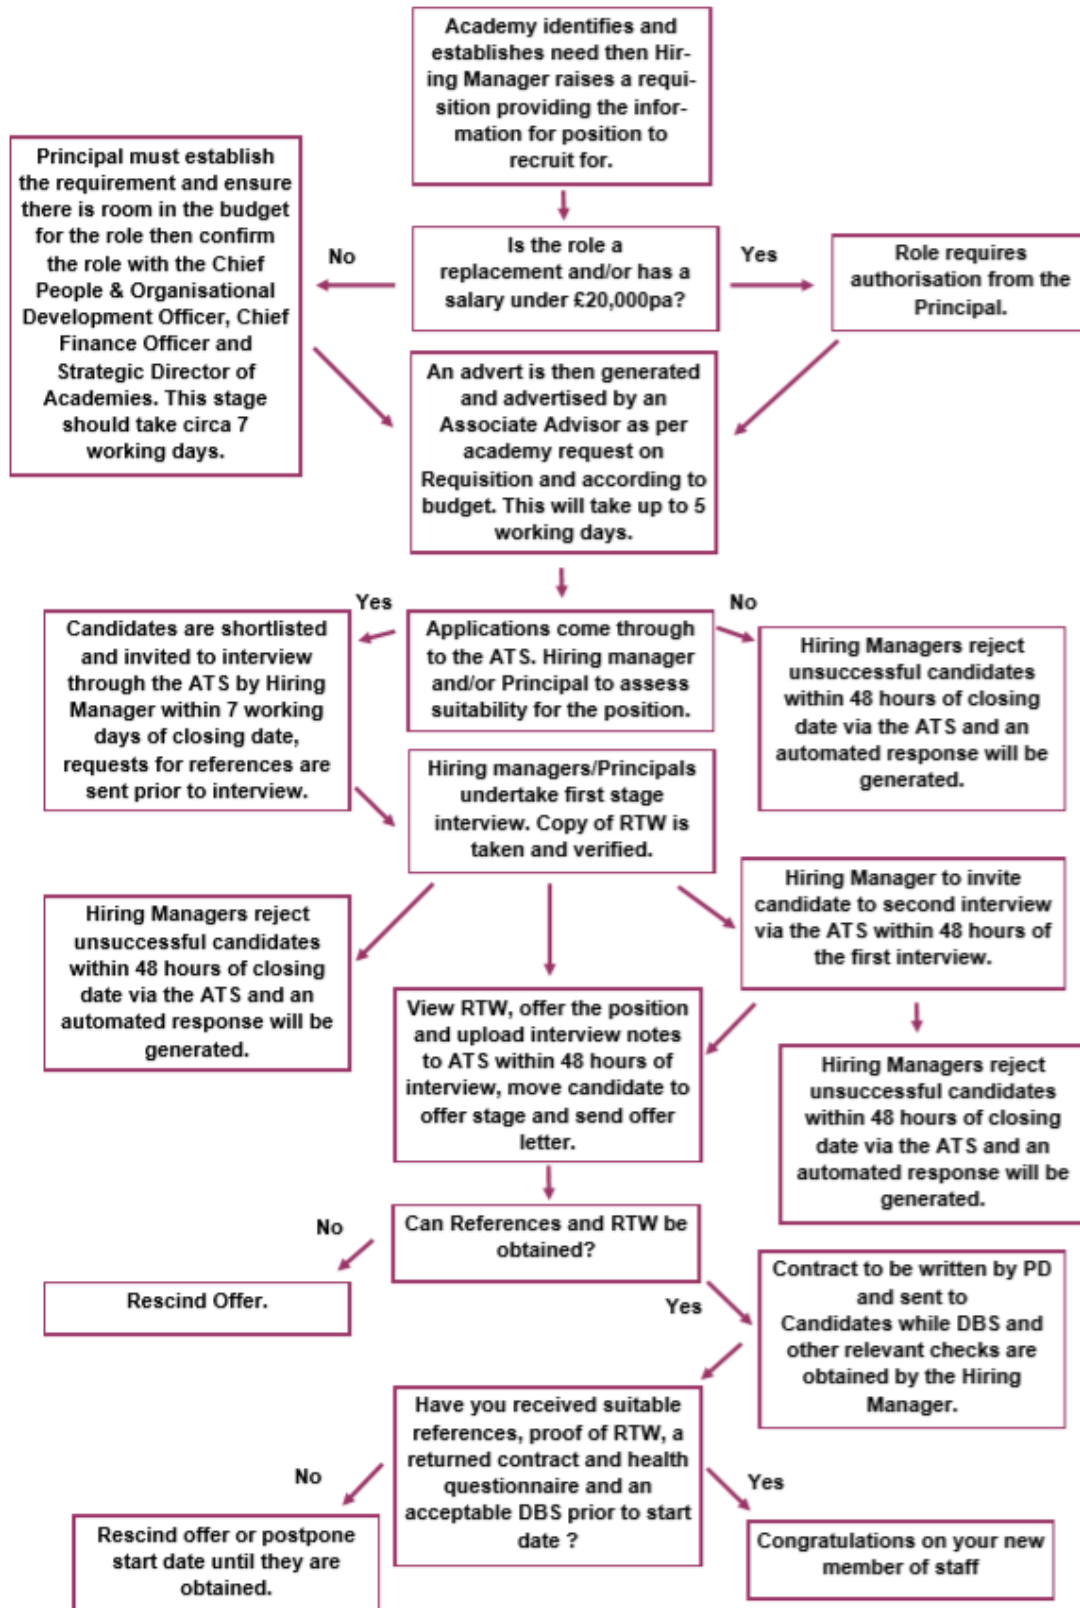 Academy identifies and
establishes need then Hir-
ing Manager raises a requi-
sition providing the infor-
mation for position to
recruit for.
Principal must establish
the requirement and ensure
there is room in the budget
for the role then confirm
the role with the Chief
People & Organisational
Development Officer, Chief
Finance Officer and
Strategic Director of
Academies. This stage
should take circa 7
working days.
No
Is the role a
replacement and/or has a
salary under £20,000pa?
Yes
Role requires
authorisation from the
Principal.
An advert is then generated
and advertised by an
Associate Advisor as per
academy request on
Requisition and according to
budget. This will take up to 5
working days.
Yes
Candidates are shortlisted
and invited to interview
through the ATS by Hiring
Manager within 7 working
days of closing date,
requests for references are
sent prior to interview.
Applications come through
to the ATS. Hiring manager
and/or Principal to assess
suitability for the position.
No
Hiring Managers reject
unsuccessful candidates
within 48 hours of closing
date via the ATS and an
automated response will be
generated.
Hiring managers/Principals
undertake first stage
interview. Copy of RTW is
taken and verified.
Hiring Managers reject
unsuccessful candidates
within 48 hours of closing
date via the ATS and an
automated response will be
generated.
Hiring Manager to invite
candidate to second interview
via the ATS within 48 hours of
the first interview.
View RTW, offer the position
and upload interview notes
to ATS within 48 hours of
interview, move candidate to
offer stage and send offer
letter.
Hiring Managers reject
unsuccessful candidates
within 48 hours of closing
date via the ATS and an
automated response will be
generated.
No
Can References and RTW be
obtained?
Rescind Offer.
Yes
Contract to be written by PD
and sent to
Candidates while DBS and
other relevant checks are
obtained by the Hiring
Manager.
Have you received suitable
references, proof of RTW, a
returned contract and health
questionnaire and an
acceptable DBS prior to start
date ?
No
Rescind offer or postpone
start date until they are
obtained.
Yes
Congratulations on your new
member of staff